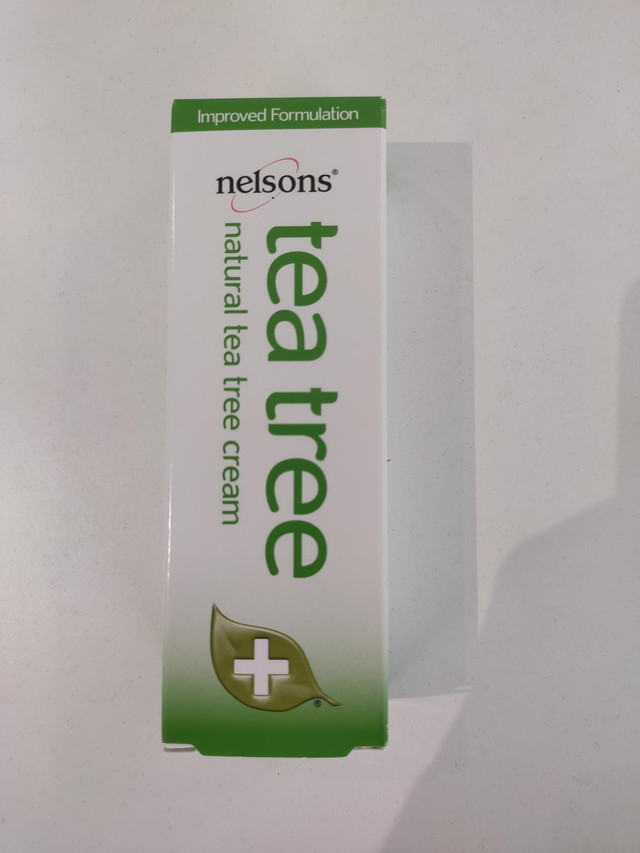 Improved Formulation
nelsons®
tea tree
natural tea tree cream
®